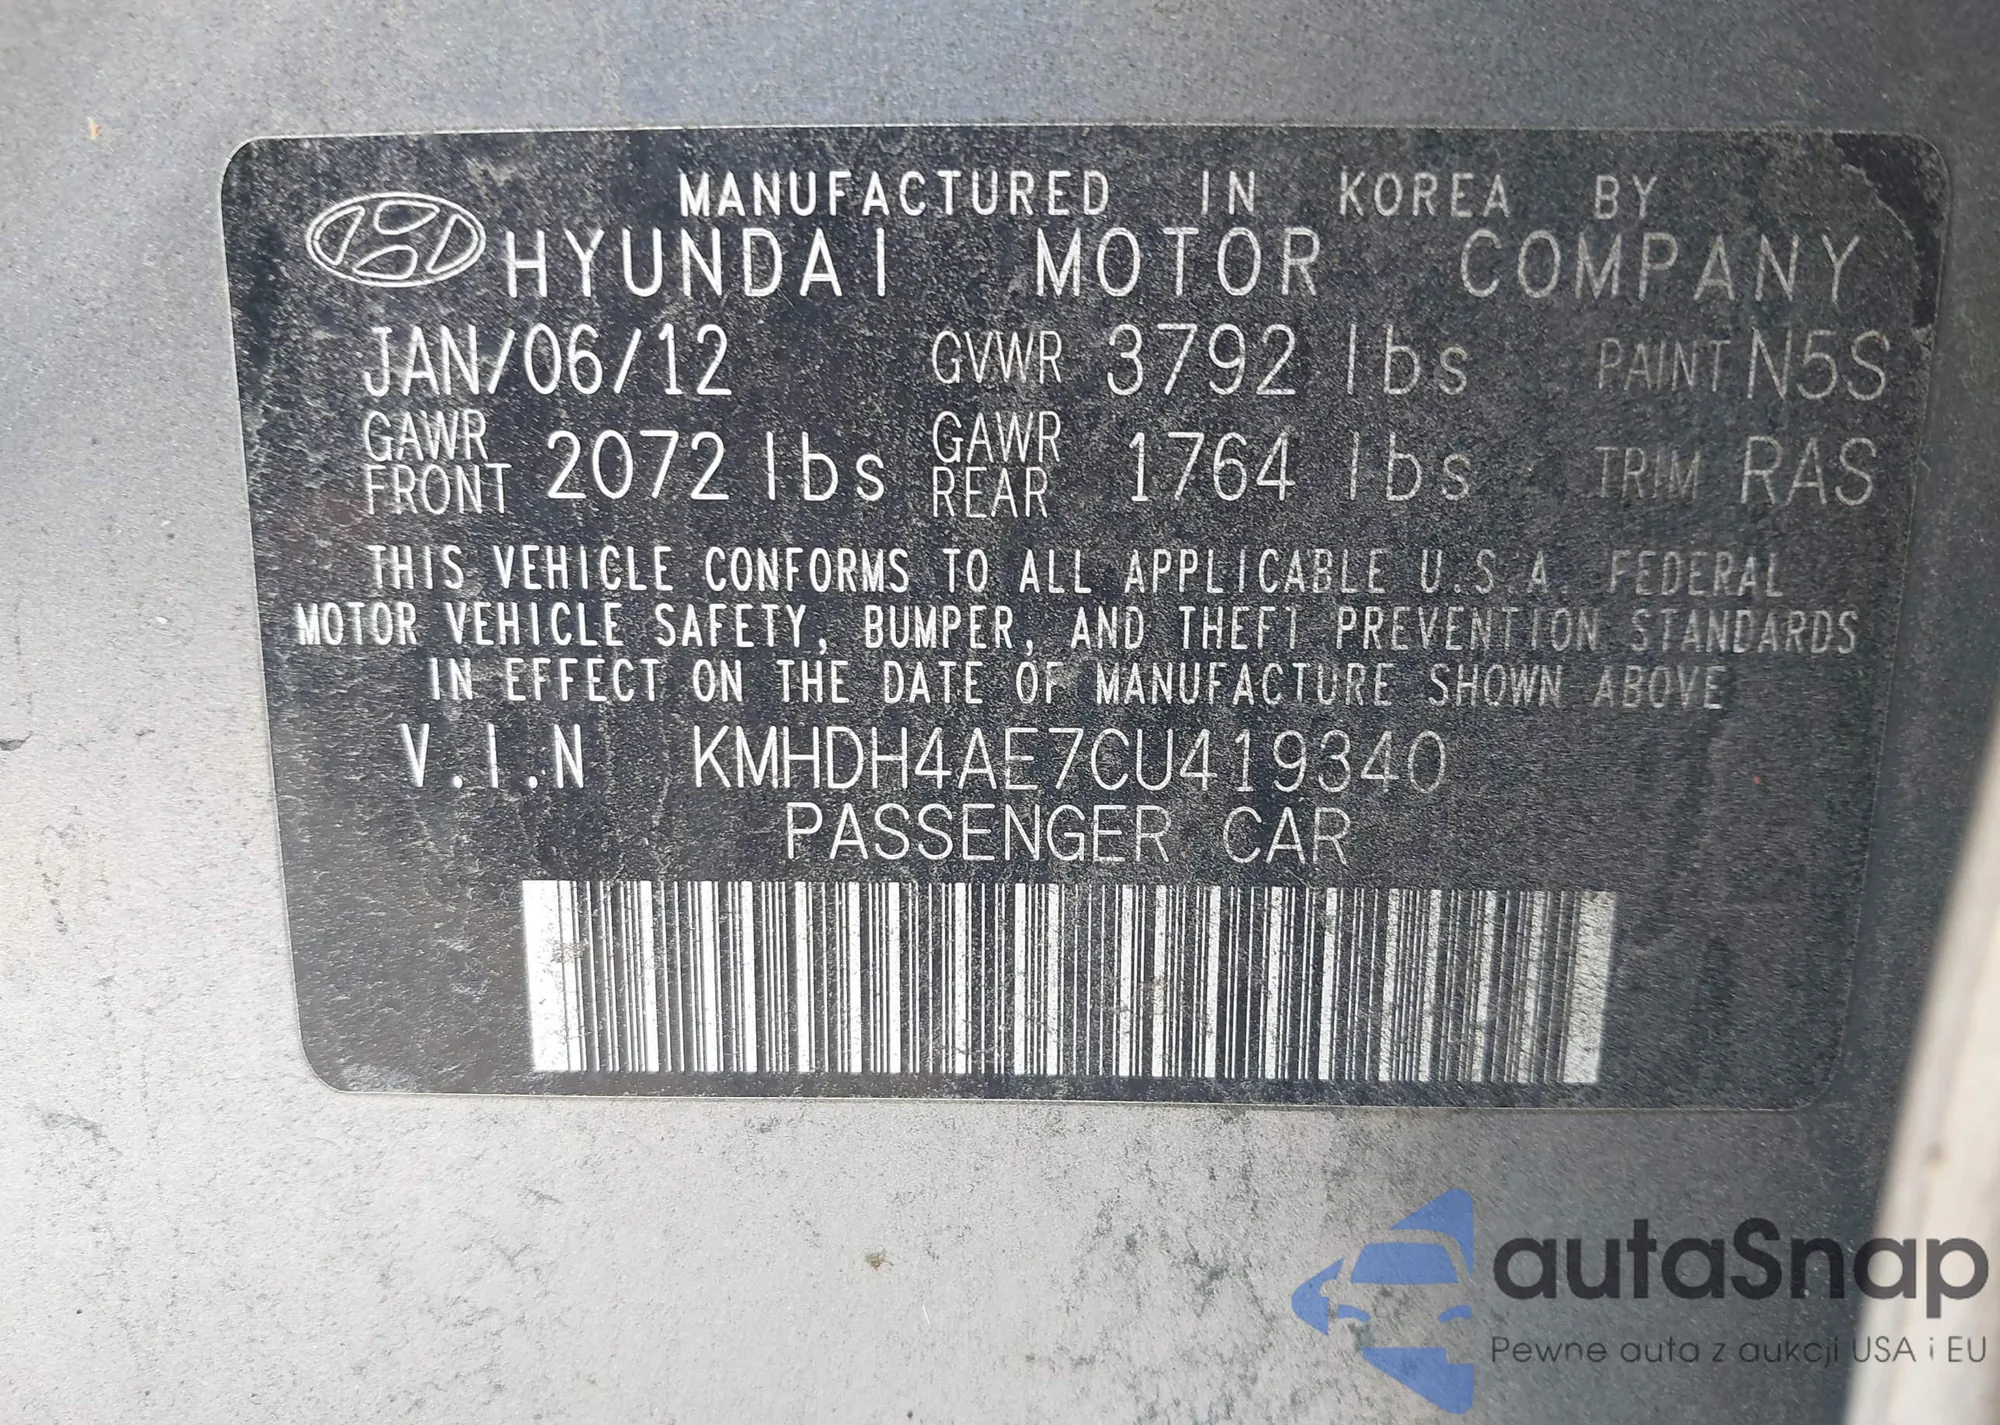 MANUFACTURED IN KOREA BY
HYUNDAI MOTOR COMPANY
JAN/06/12 GVWR 3792 lbs PAINT N5S
GAWR FRONT 2072 lbs GAWR REAR 1764 lbs TRIM RAS
THIS VEHICLE CONFORMS TO ALL APPLICABLE U.S.A. FEDERAL
MOTOR VEHICLE SAFETY, BUMPER, AND THEFT PREVENTION STANDARDS
IN EFFECT ON THE DATE OF MANUFACTURE SHOWN ABOVE
V.I.N KMHDH4AE7CU419340
PASSENGER CAR
autaSnap
Pewne auta z aukcji USA i EU